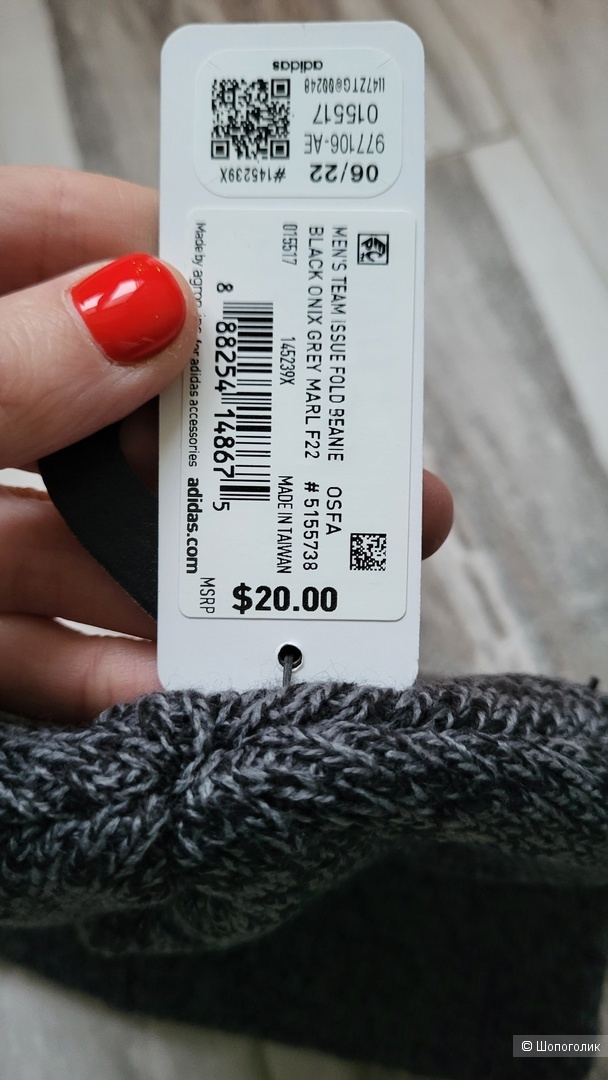 adidas
II47ZTG@00248
015517
977106-AE
06/22
#145239X
MEN'S TEAM ISSUE FOLD BEANIE
OSFA
BLACK ONIX GREY MARL F22
# 5155738
015517
145239X
MADE IN TAIWAN
8 88254 14867 5
Made by for adidas accessories
adidas.com
MSRP
$20.00
© Шопоголик